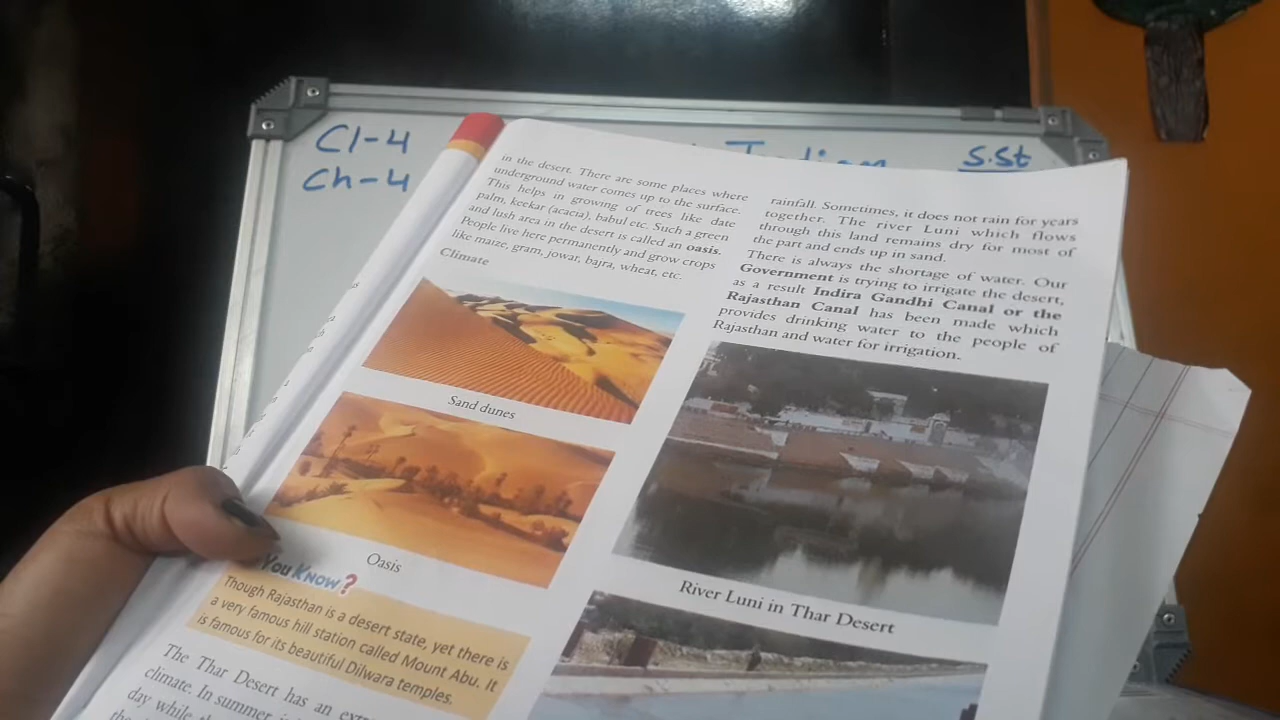 Cl-4
Ch-4
Indian
S.St
in the desert. There are some places where
underground water comes up to the surface.
This helps in growing of trees like date
palm, keekar (acacia), babul etc. Such a green
and lush area in the desert is called an oasis.
People live here permanently and grow crops
like maize, gram, jowar, bajra, wheat, etc.
Climate
Sand dunes
Oasis
You Know?
Though Rajasthan is a desert state, yet there is
a very famous hill station called Mount Abu. It
is famous for its beautiful Dilwara temples.
The Thar Desert has an
climate. In summer
day while
rainfall. Sometimes, it does not rain for years
together. The river Luni which flows
through this land remains dry for most of
the part and ends up in sand.
There is always the shortage of water. Our
Government is trying to irrigate the desert,
as a result Indira Gandhi Canal or the
Rajasthan Canal has been made which
provides drinking water to the people of
Rajasthan and water for irrigation.
River Luni in Thar Desert